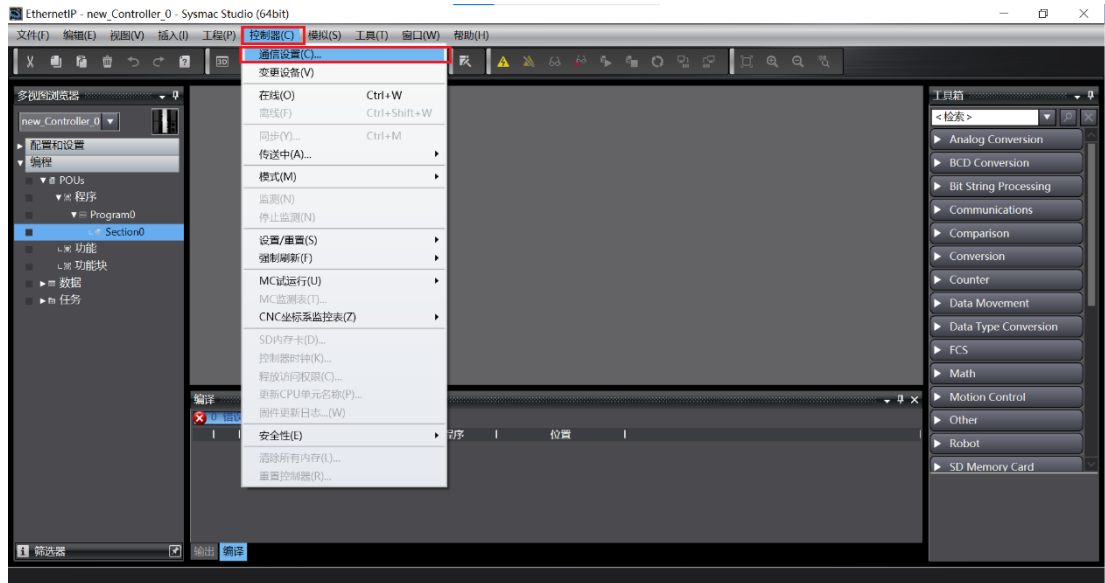 EthernetIP - new_Controller_0 - Sysmac Studio (64bit)
文件(F) 编辑(E) 视图(V) 插入(I) 工程(P) 控制器(C) 模拟(S) 工具(T) 窗口(W) 帮助(H)
通信设置(C)...
变更设备(V)
在线(O) Ctrl+W
离线(F) Ctrl+Shift+W
同步(Y)... Ctrl+M
传送中(A)...
模式(M)
监测(N)
停止监测(N)
设置/重置(S)
强制刷新(F)
MC试运行(U)
MC监测表(T)...
CNC坐标系监控表(Z)
SD内存卡(D)...
控制器时钟(K)...
释放访问权限(C)...
更新CPU单元名称(P)...
固件更新日志...(W)
安全性(E)
清除所有内存(L)...
重置控制器(R)...
多视图浏览器
new_Controller_0
配置和设置
编程
POUs
程序
Program0
Section0
功能
功能块
数据
任务
筛选器
编译
0 错误
程序 位置
输出 编译
工具箱
<检索>
Analog Conversion
BCD Conversion
Bit String Processing
Communications
Comparison
Conversion
Counter
Data Movement
Data Type Conversion
FCS
Math
Motion Control
Other
Robot
SD Memory Card